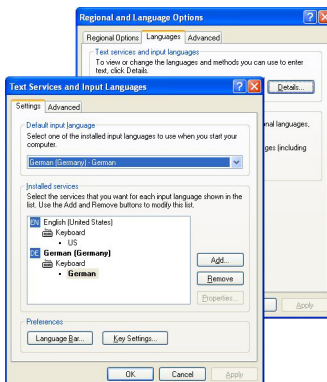 Regional and Language Options
Regional Options
Languages
Advanced
Text services and input languages
To view or change the languages and methods you can use to enter
text, click Details.
Details...
nal languages.
ges (including
Apply
Text Services and Input Languages
Settings
Advanced
Default input language
Select one of the installed input languages to use when you start your
computer.
German (Germany) - German
Installed services
Select the services that you want for each input language shown in the
list. Use the Add and Remove buttons to modify this list.
EN English (United States)
Keyboard
• US
DE German (Germany)
Keyboard
• German
Add...
Remove
Properties...
Preferences
Language Bar...
Key Settings...
OK
Cancel
Apply